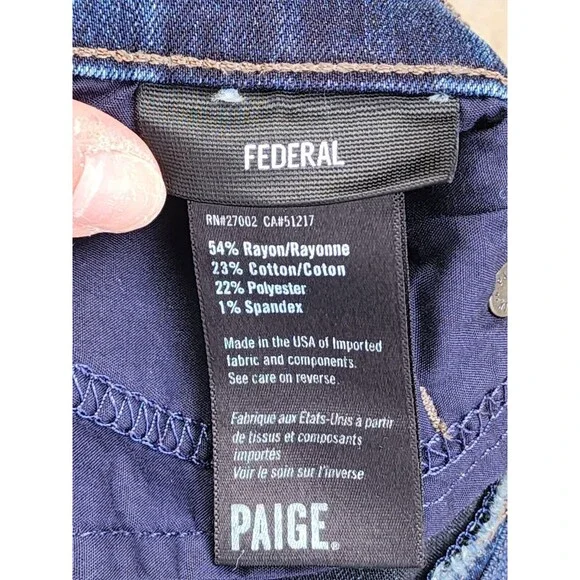 FEDERAL
RN#27002 CA#51217
54% Rayon/Rayonne
23% Cotton/Coton
22% Polyester
1% Spandex
Made in the USA of Imported
fabric and components.
See care on reverse.
Fabriqué aux États-Unis à partir
de tissus et composants
importés
Voir le soin sur l'inverse
PAIGE.